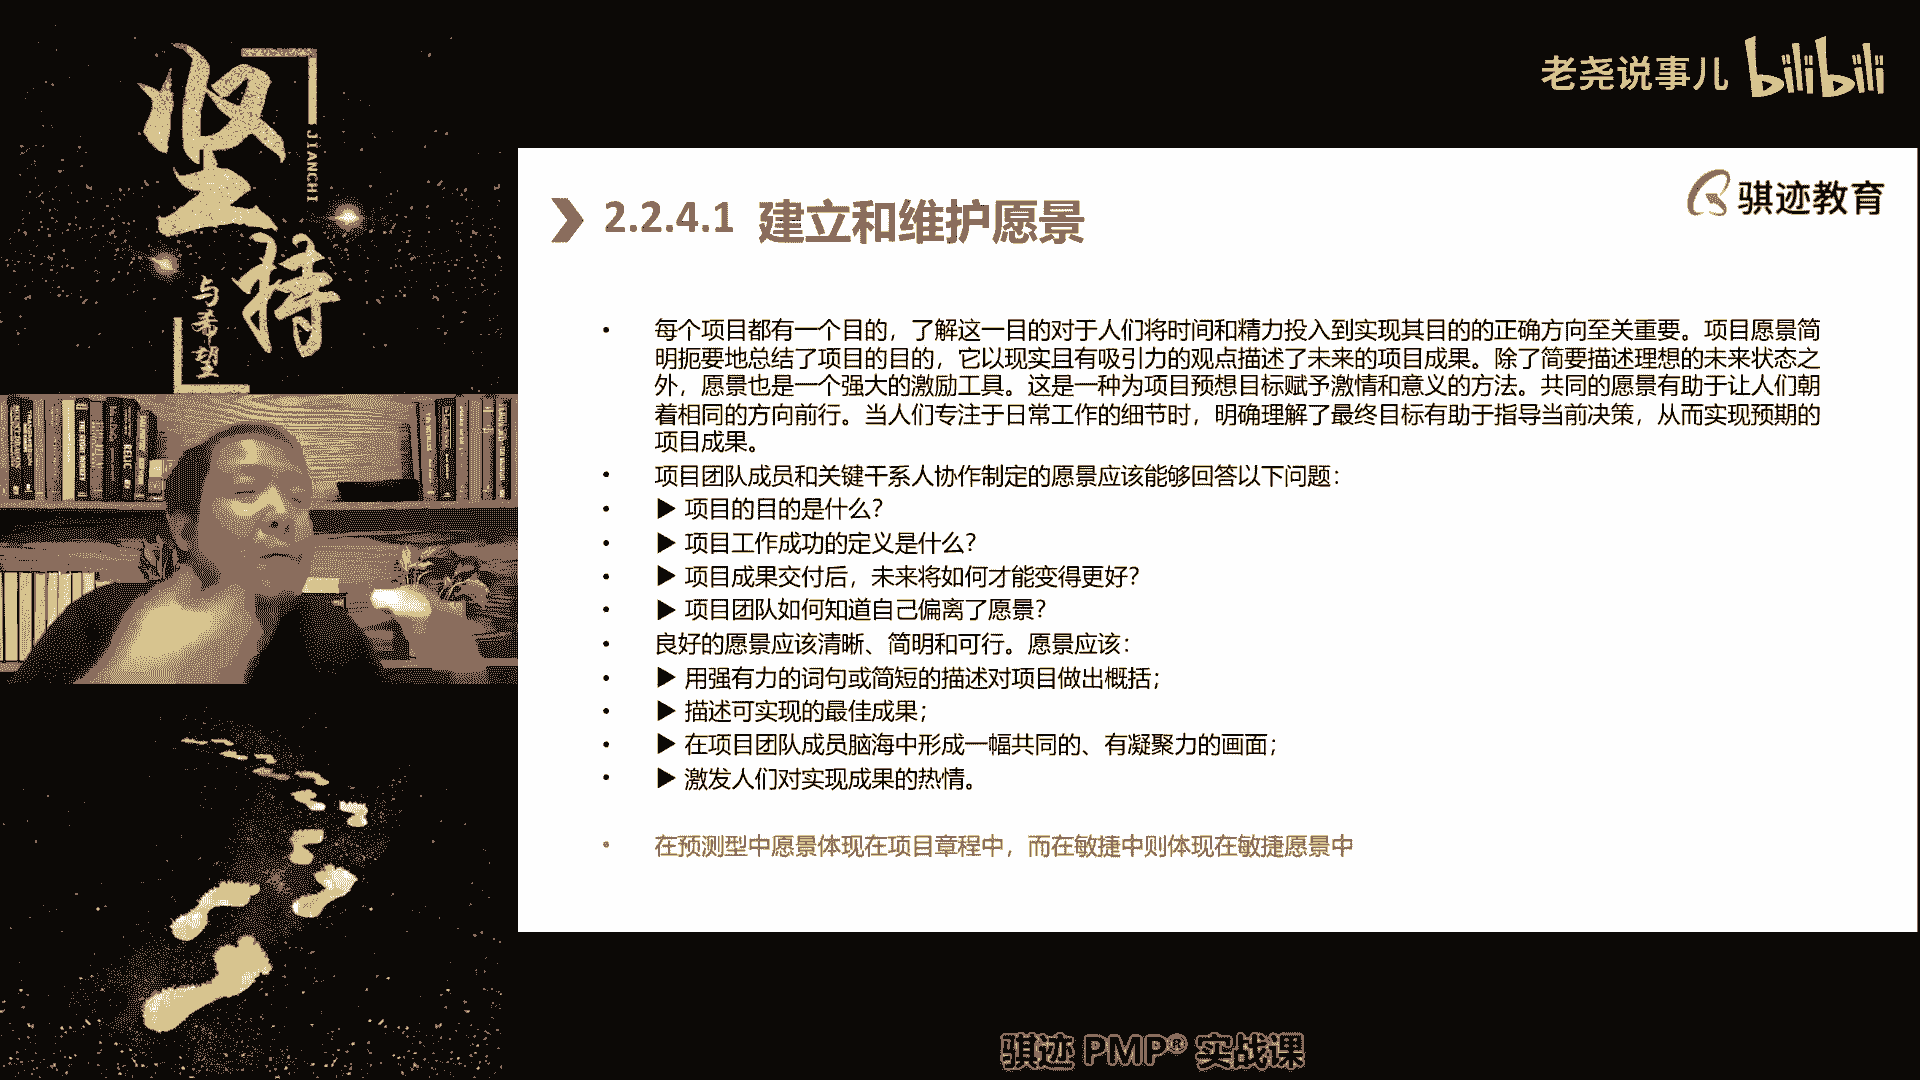 坚持
JIANCHI
与希望
老尧说事儿 bilibili
骐迹教育
2.2.4.1 建立和维护愿景
• 每个项目都有一个目的，了解这一目的对于人们将时间和精力投入到实现其目的的正确方向至关重要。项目愿景简
明扼要地总结了项目的目的，它以现实且有吸引力的观点描述了未来的项目成果。除了简要描述理想的未来状态之
外，愿景也是一个强大的激励工具。这是一种为项目预想目标赋予激情和意义的方法。共同的愿景有助于让人们朝
着相同的方向前行。当人们专注于日常工作的细节时，明确理解了最终目标有助于指导当前决策，从而实现预期的
项目成果。
• 项目团队成员和关键干系人协作制定的愿景应该能够回答以下问题：
• ▶ 项目的目的是什么？
• ▶ 项目工作成功的定义是什么？
• ▶ 项目成果交付后，未来将如何才能变得更好？
• ▶ 项目团队如何知道自己偏离了愿景？
• 良好的愿景应该清晰、简明和可行。愿景应该：
• ▶ 用强有力的词句或简短的描述对项目做出概括；
• ▶ 描述可实现的最佳成果；
• ▶ 在项目团队成员脑海中形成一幅共同的、有凝聚力的画面；
• ▶ 激发人们对实现成果的热情。
• 在预测型中愿景体现在项目章程中，而在敏捷中则体现在敏捷愿景中
骐迹 PMP® 实战课